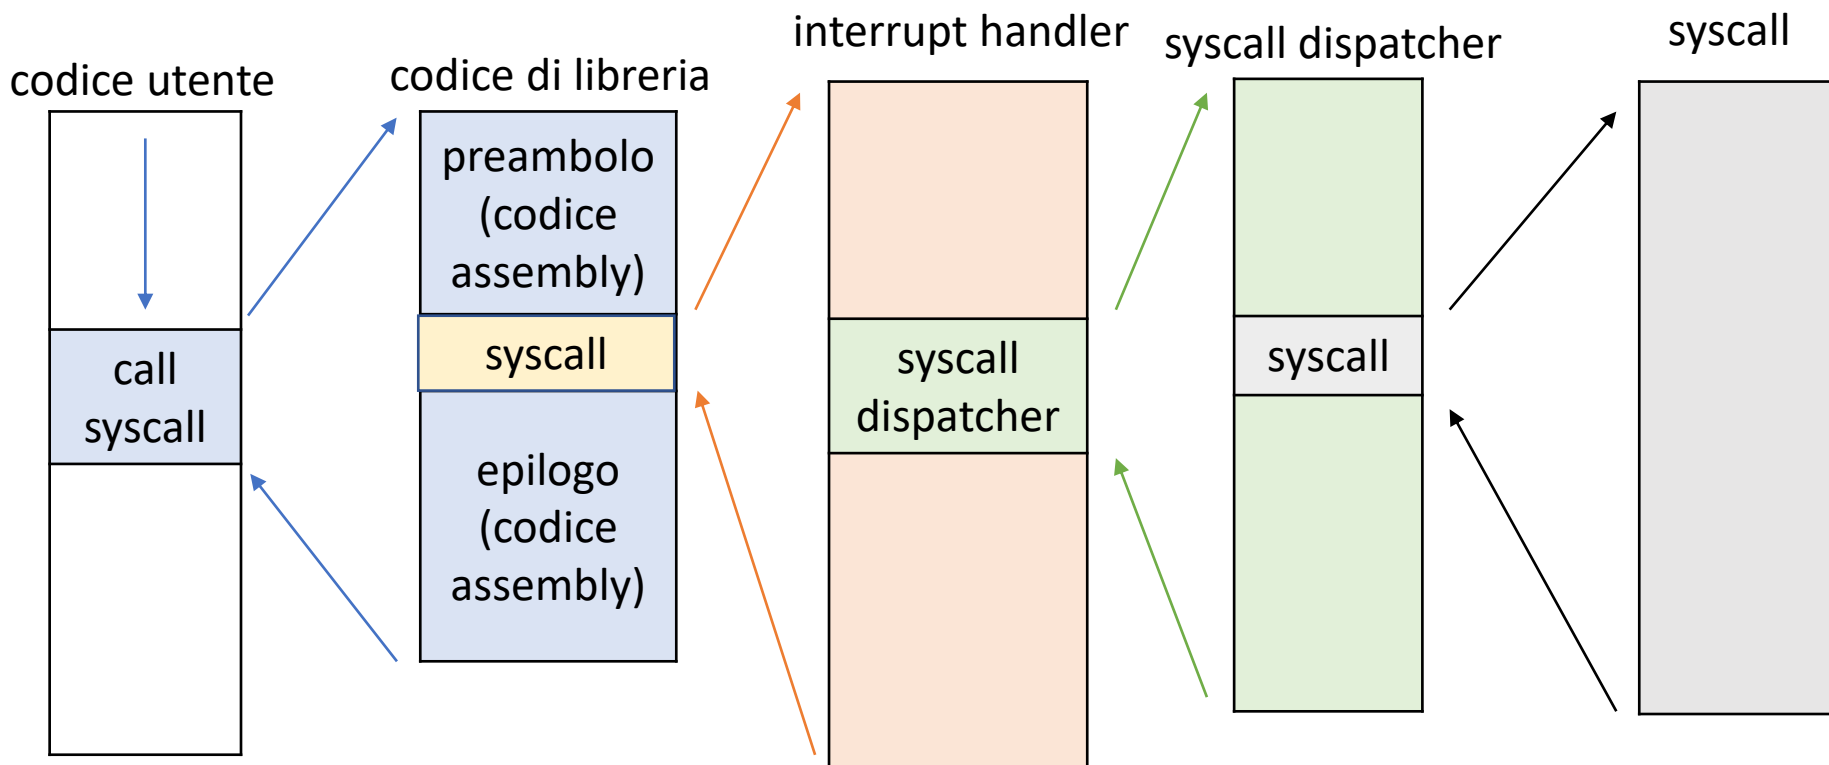 codice utente
call
syscall
codice di libreria
preambolo
(codice
assembly)
syscall
epilogo
(codice
assembly)
interrupt handler
syscall
dispatcher
syscall dispatcher
syscall
syscall